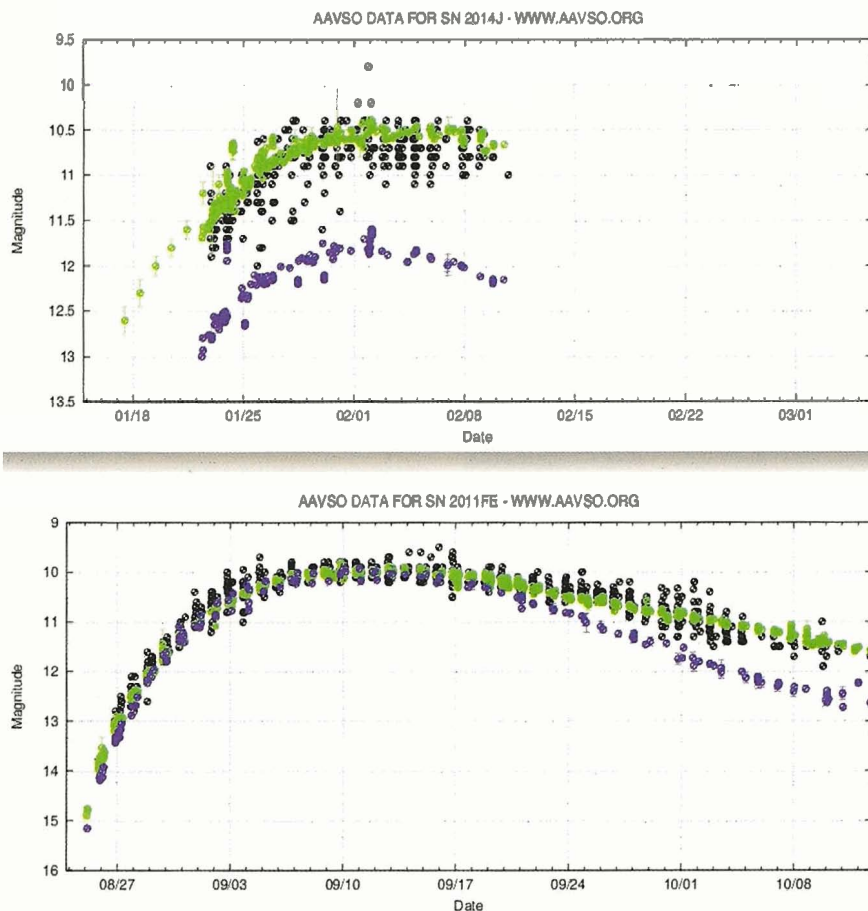 AAVSO DATA FOR SN 2014J - WWW.AAVSO.ORG
9.5
10
10.5
11
11.5
12
12.5
13
13.5
Magnitude
01/18 01/25 02/01 02/08 02/15 02/22 03/01
Date
AAVSO DATA FOR SN 2011FE - WWW.AAVSO.ORG
9
10
11
12
13
14
15
16
Magnitude
08/27 09/03 09/10 09/17 09/24 10/01 10/08
Date